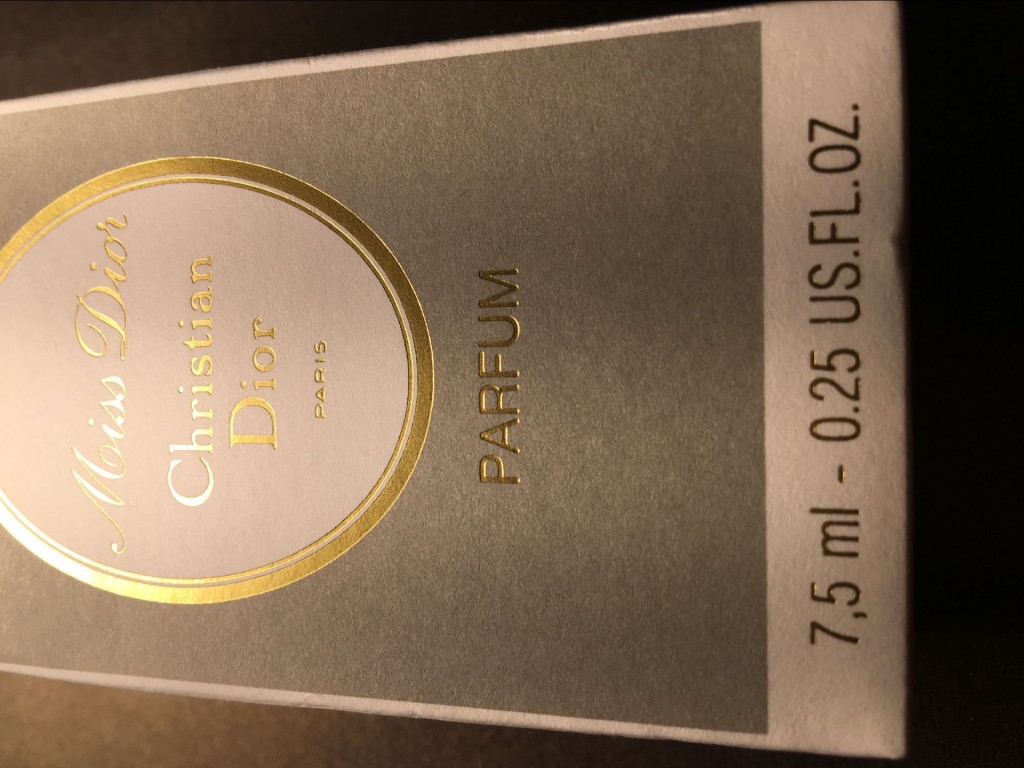 Miss Dior
Christian
Dior
PARIS
PARFUM
7,5 ml - 0.25 US.FL.OZ.